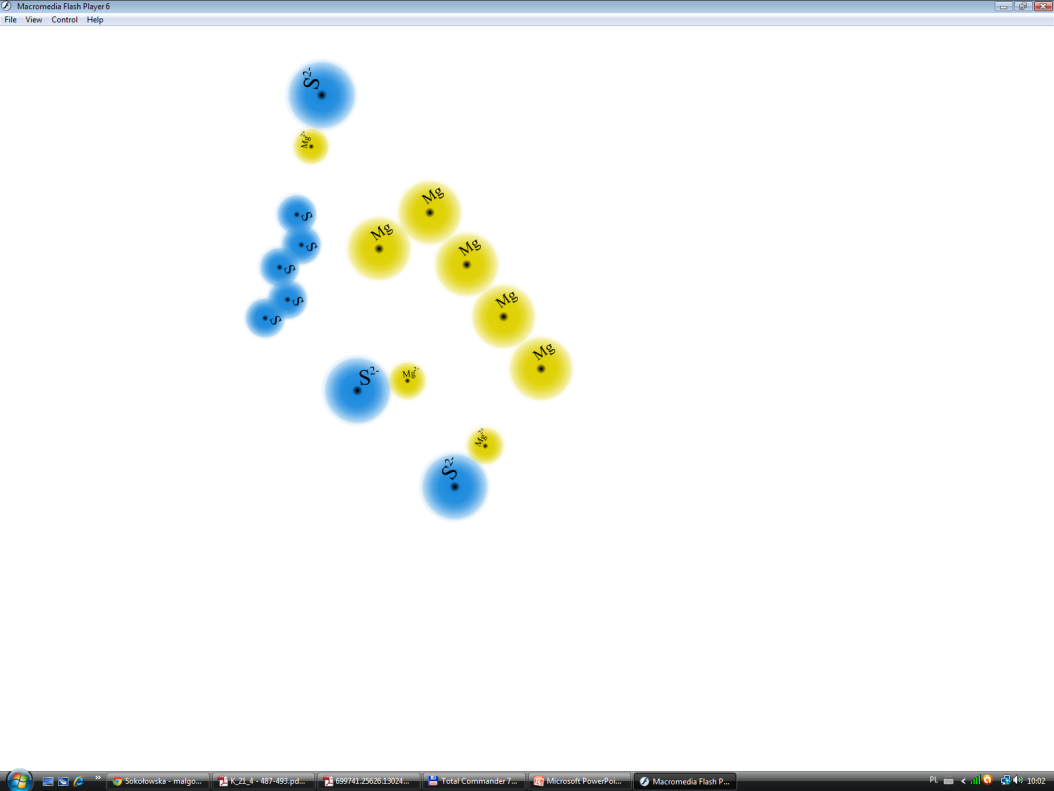 Macromedia Flash Player 6
File View Control Help
S2-
Mg2+
Mg
Mg
Mg
Mg
Mg
S
S
S
S
S
S2-
Mg2+
Mg2+
S2-
Sokołowska - malgo...
K_21_4 - 487-493.pd...
699741.25626.13024...
Total Commander 7...
Microsoft PowerPoi...
Macromedia Flash P...
PL
10:02